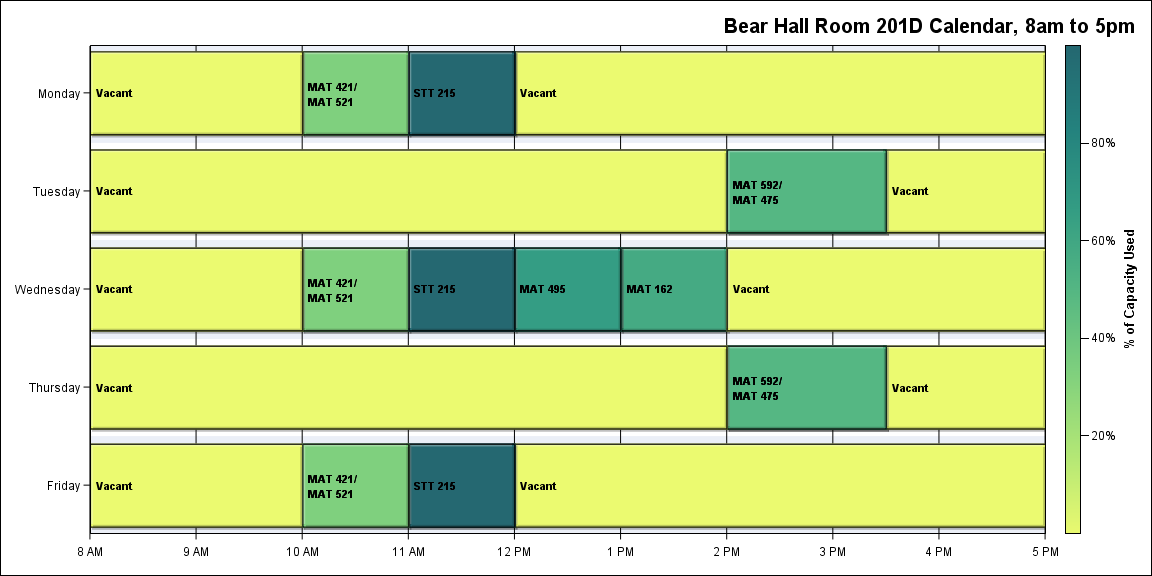 Bear Hall Room 201D Calendar, 8am to 5pm
Monday
Vacant
MAT 421/
MAT 521
STT 215
Vacant
Tuesday
Vacant
MAT 592/
MAT 475
Vacant
Wednesday
Vacant
MAT 421/
MAT 521
STT 215
MAT 495
MAT 162
Vacant
Thursday
Vacant
MAT 592/
MAT 475
Vacant
Friday
Vacant
MAT 421/
MAT 521
STT 215
Vacant
8 AM
9 AM
10 AM
11 AM
12 PM
1 PM
2 PM
3 PM
4 PM
5 PM
80%
60%
40%
20%
% of Capacity Used